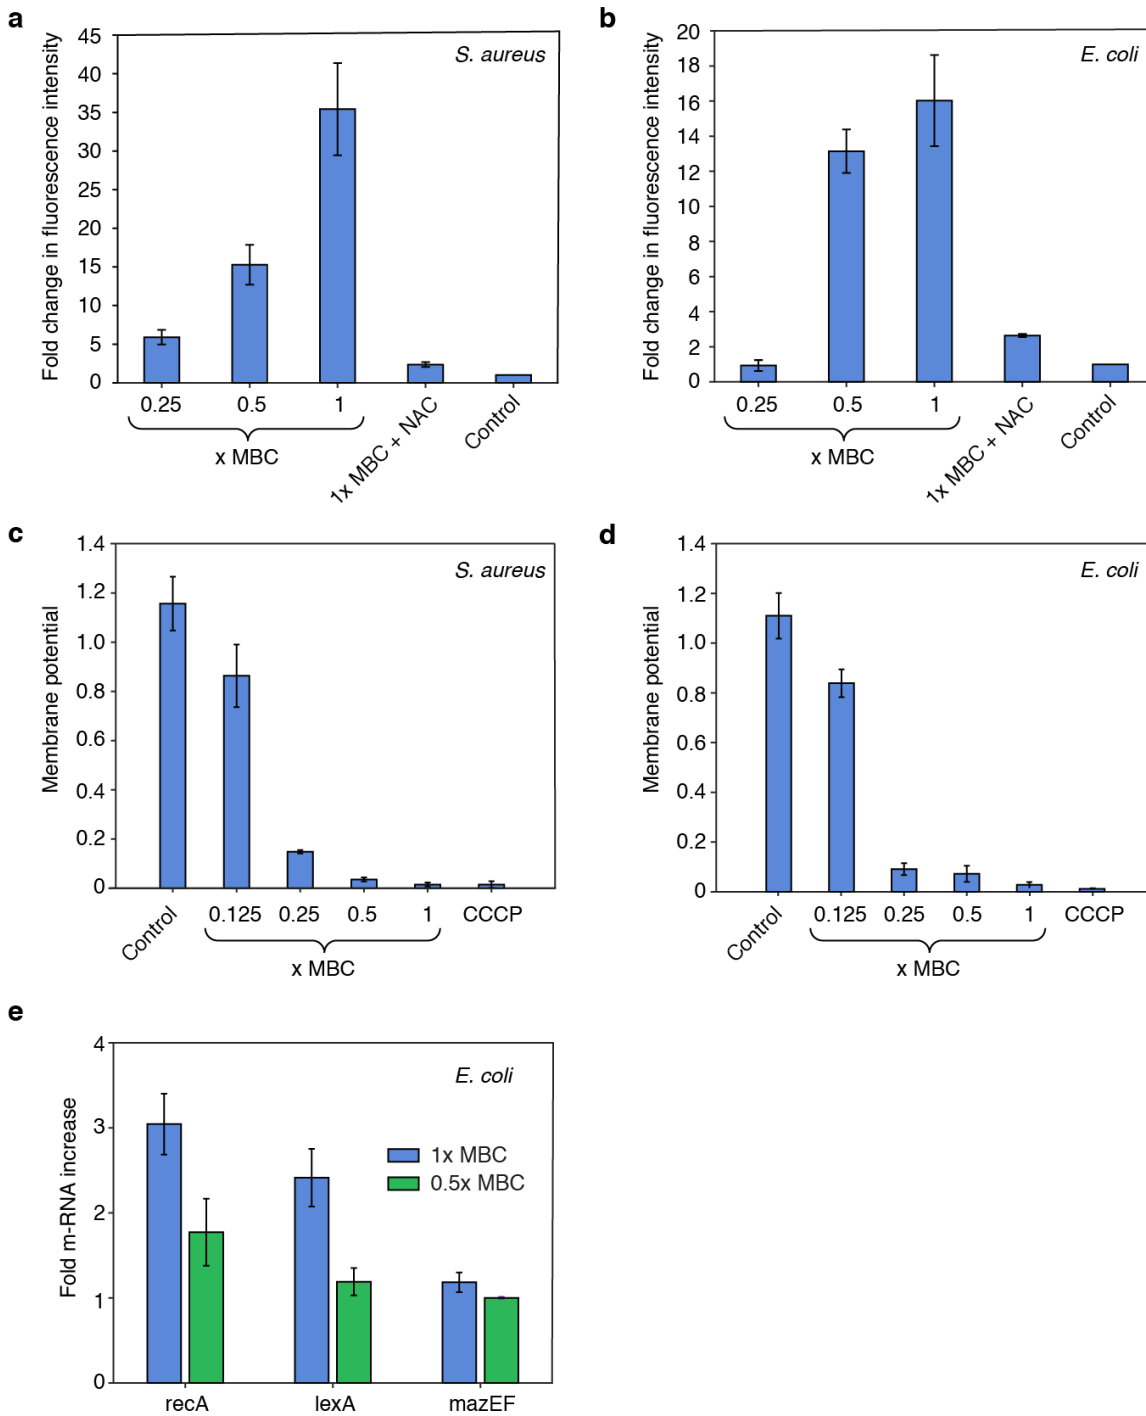 a
S. aureus
Fold change in fluorescence intensity
45
40
35
30
25
20
15
10
5
0
0.25 0.5 1 1x MBC + NAC Control
x MBC
b
E. coli
Fold change in fluorescence intensity
20
18
16
14
12
10
8
6
4
2
0
0.25 0.5 1 1x MBC + NAC Control
x MBC
c
S. aureus
Membrane potential
1.4
1.2
1.0
0.8
0.6
0.4
0.2
0
Control 0.125 0.25 0.5 1 CCCP
x MBC
d
E. coli
Membrane potential
1.4
1.2
1.0
0.8
0.6
0.4
0.2
0
Control 0.125 0.25 0.5 1 CCCP
x MBC
e
E. coli
Fold m-RNA increase
4
3
2
1
0
1x MBC
0.5x MBC
recA lexA mazEF